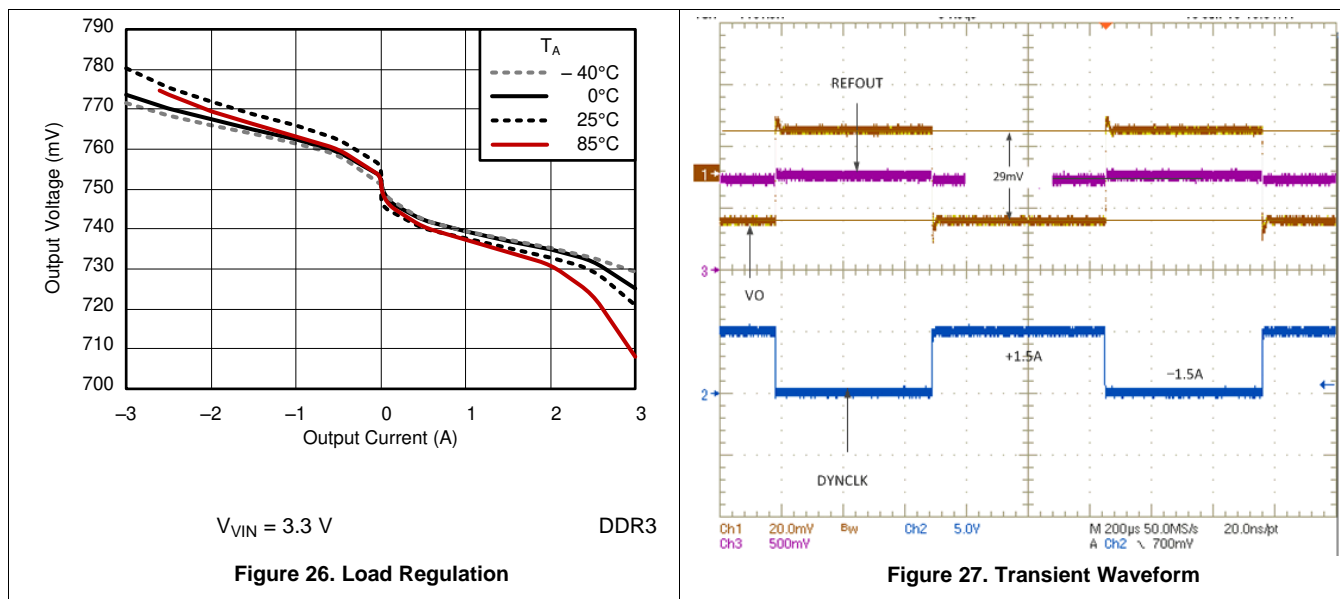 790
780
770
760
750
740
730
720
710
700
Output Voltage (mV)
T_A
– 40°C
0°C
25°C
85°C
–3
–2
–1
0
1
2
3
Output Current (A)
V_VIN = 3.3 V
DDR3
Figure 26. Load Regulation
REFOUT
1
29mV
3
VO
+1.5A
−1.5A
2
DYNCLK
Ch1 20.0mV Bw Ch2 5.0V M 200µs 50.0MS/s 20.0ns/pt
Ch3 500mV A Ch2 ∖ 700mV
Figure 27. Transient Waveform